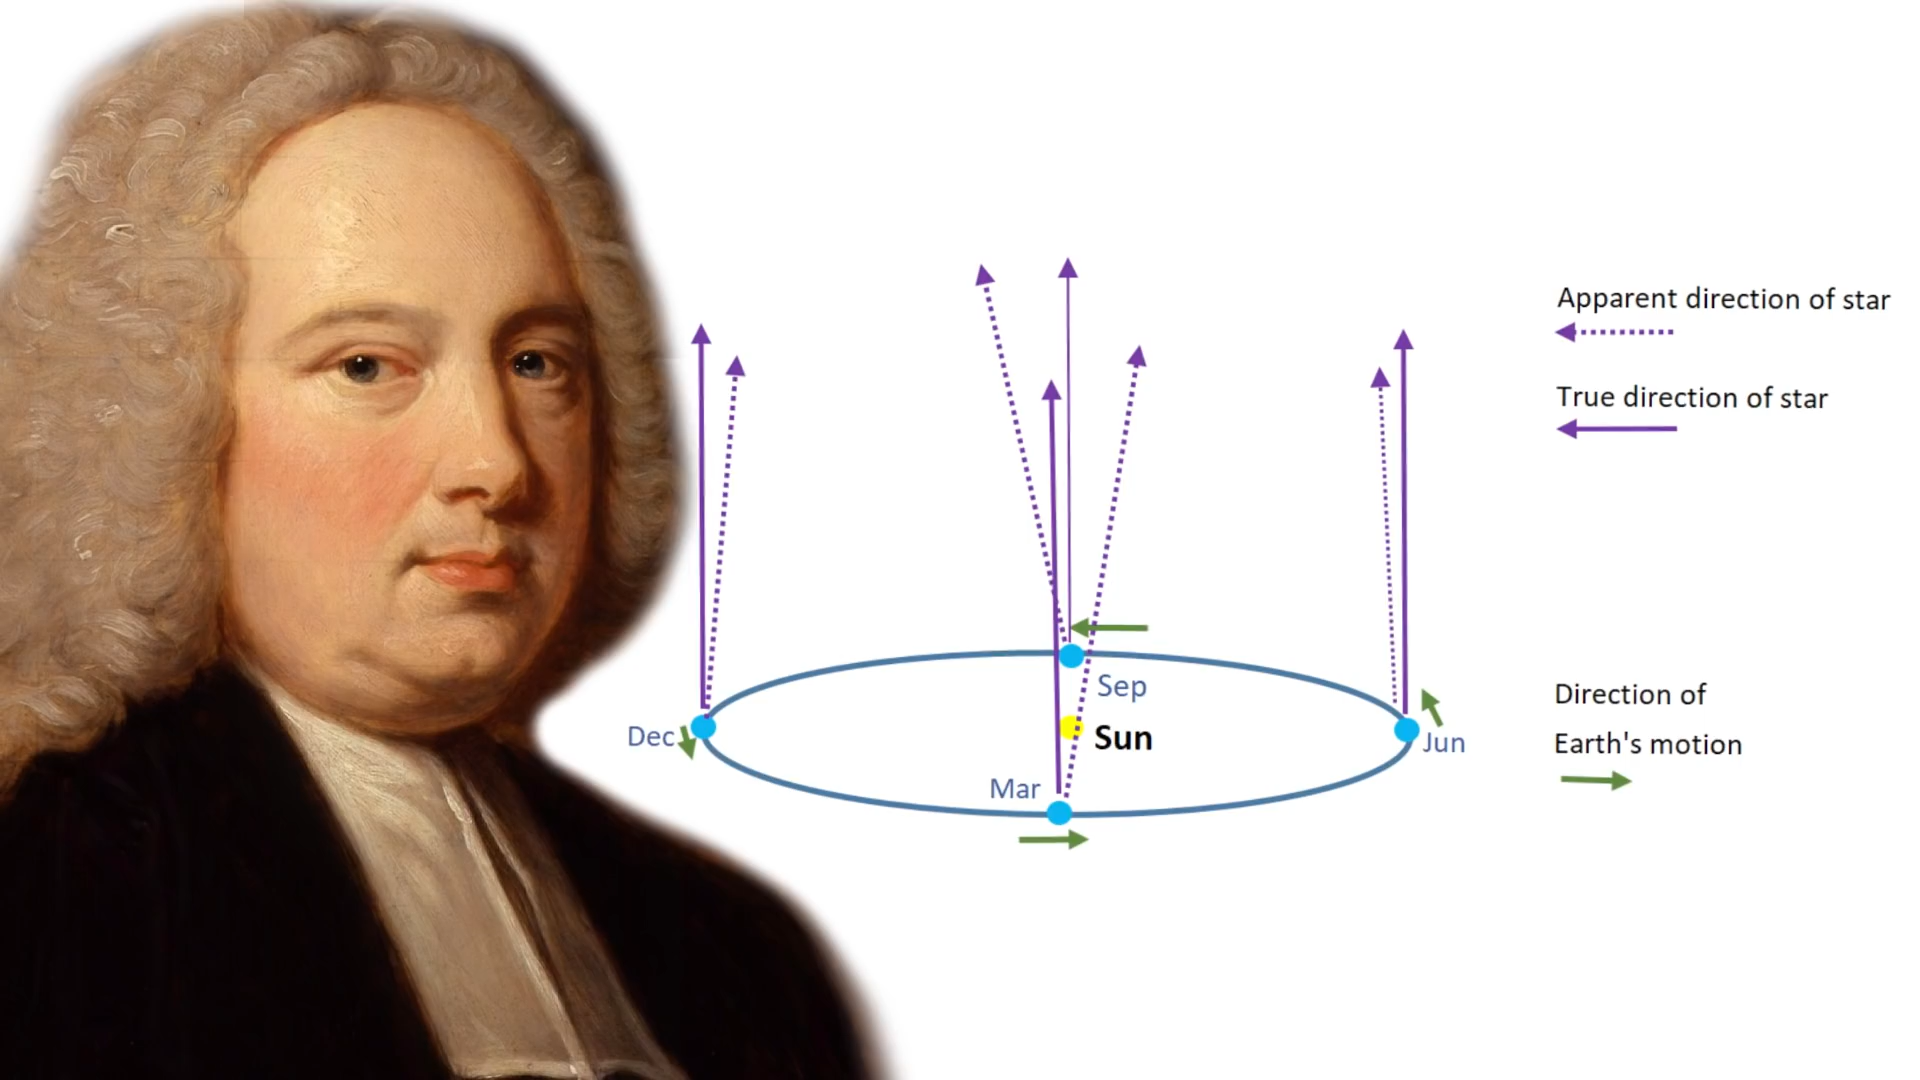 Apparent direction of star
True direction of star
Sep
Dec
Sun
Jun
Mar
Direction of
Earth's motion